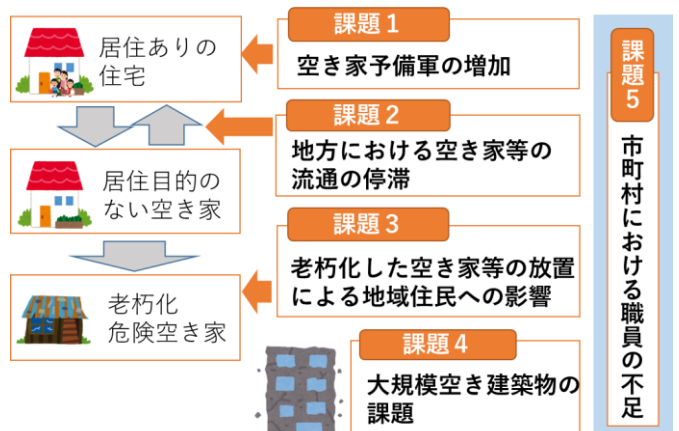 居住ありの
住宅
課題1
空き家予備軍の増加
課題2
地方における空き家等の
流通の停滞
居住目的の
ない空き家
課題3
老朽化した空き家等の放置
による地域住民への影響
老朽化
危険空き家
課題4
大規模空き建築物の
課題
課題5
市町村における職員の不足